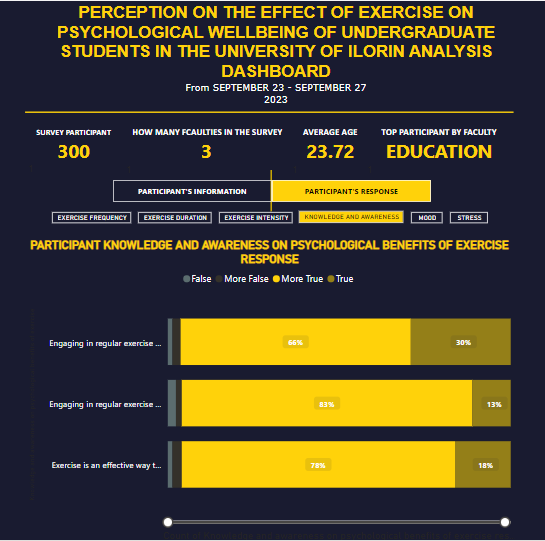 PERCEPTION ON THE EFFECT OF EXERCISE ON
PSYCHOLOGICAL WELLBEING OF UNDERGRADUATE
STUDENTS IN THE UNIVERSITY OF ILORIN ANALYSIS
DASHBOARD
From SEPTEMBER 23 - SEPTEMBER 27
2023
SURVEY PARTICIPANT HOW MANY FCAULTIES IN THE SURVEY AVERAGE AGE TOP PARTICIPANT BY FACULTY
300 3 23.72 EDUCATION
PARTICIPANT'S INFORMATION PARTICIPANT'S RESPONSE
EXERCISE FREQUENCY EXERCISE DURATION EXERCISE INTENSITY KNOWLEDGE AND AWARENESS MOOD STRESS
PARTICIPANT KNOWLEDGE AND AWARENESS ON PSYCHOLOGICAL BENEFITS OF EXERCISE
RESPONSE
False More False More True True
Engaging in regular exercise ... 66% 30%
Engaging in regular exercise ... 83% 13%
Exercise is an effective way t... 78% 18%